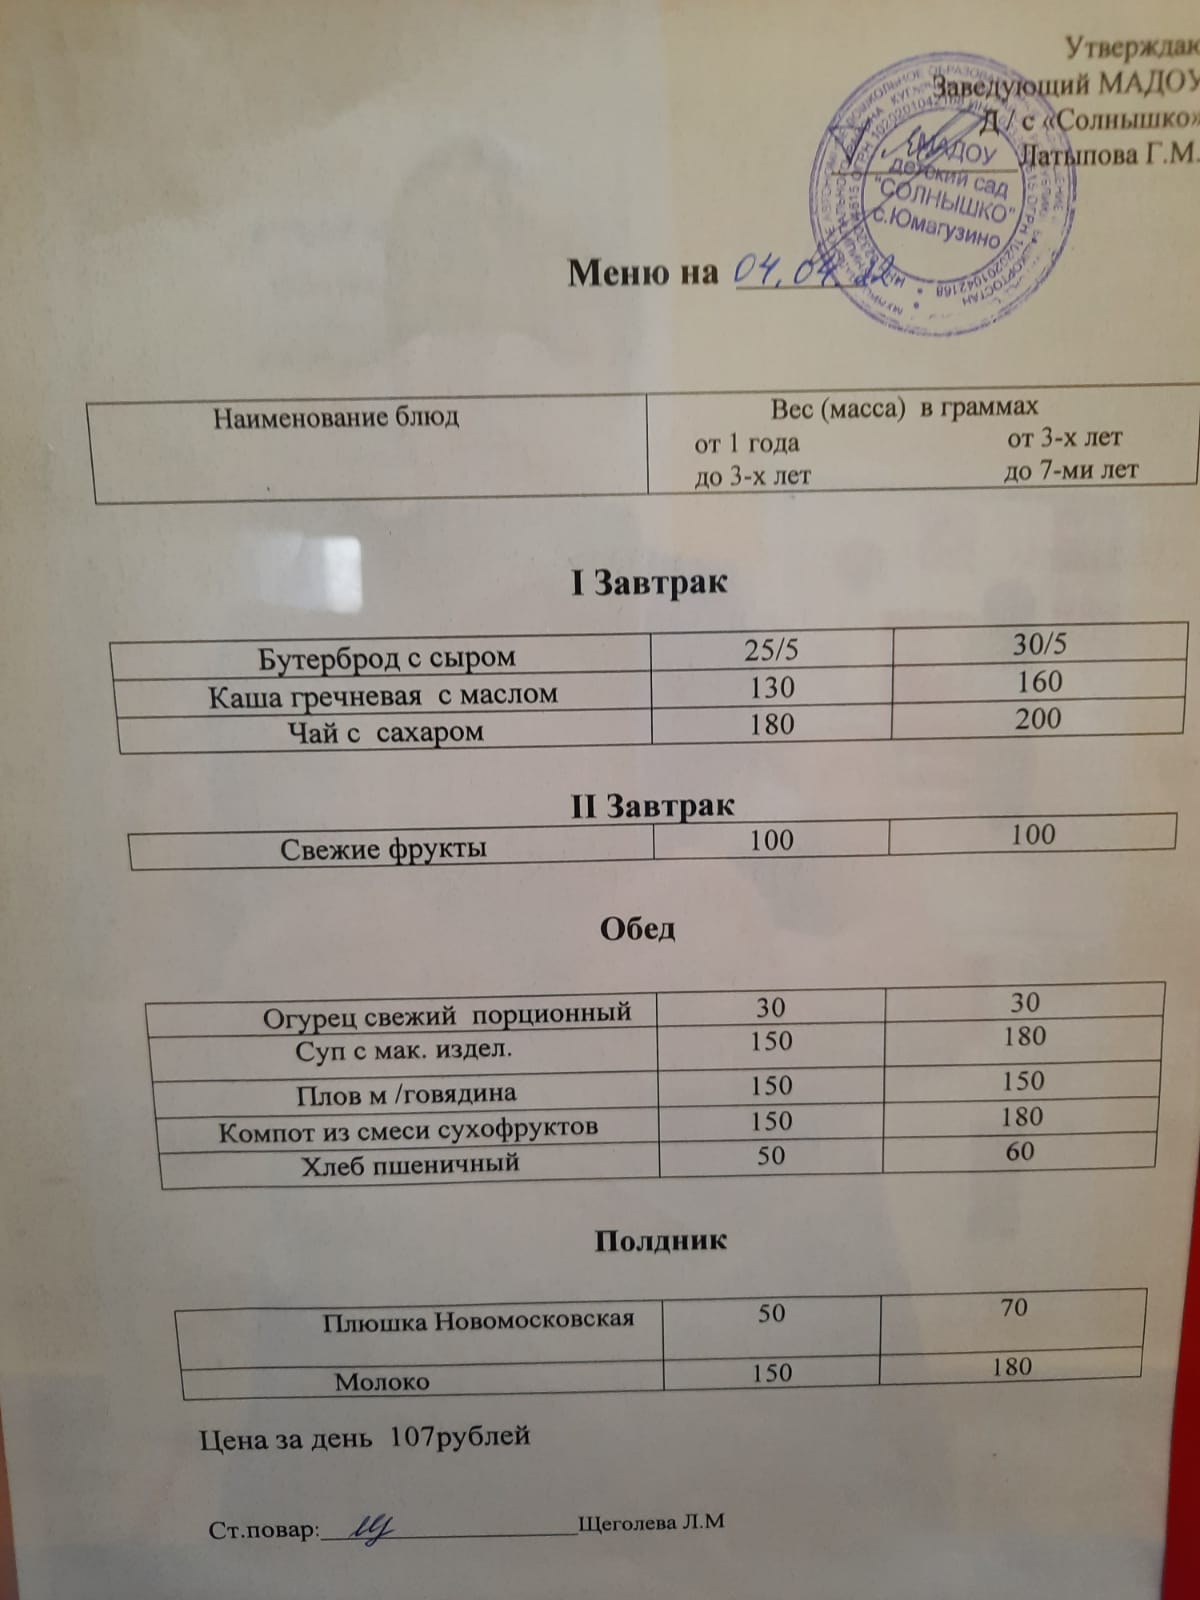 Утверждаю
Заведующий МАДОУ
Д / с «Солнышко»
Латыпова Г.М.
МАДОУ
детский сад
"СОЛНЫШКО"
с.Юмагузино
Меню на 04.04.22
Наименование блюд
Вес (масса) в граммах
от 1 года от 3-х лет
до 3-х лет до 7-ми лет
I Завтрак
Бутерброд с сыром 25/5 30/5
Каша гречневая с маслом 130 160
Чай с сахаром 180 200
II Завтрак
Свежие фрукты 100 100
Обед
Огурец свежий порционный 30 30
Суп с мак. издел. 150 180
Плов м /говядина 150 150
Компот из смеси сухофруктов 150 180
Хлеб пшеничный 50 60
Полдник
Плюшка Новомосковская 50 70
Молоко 150 180
Цена за день 107рублей
Ст.повар: Щеголева Л.М